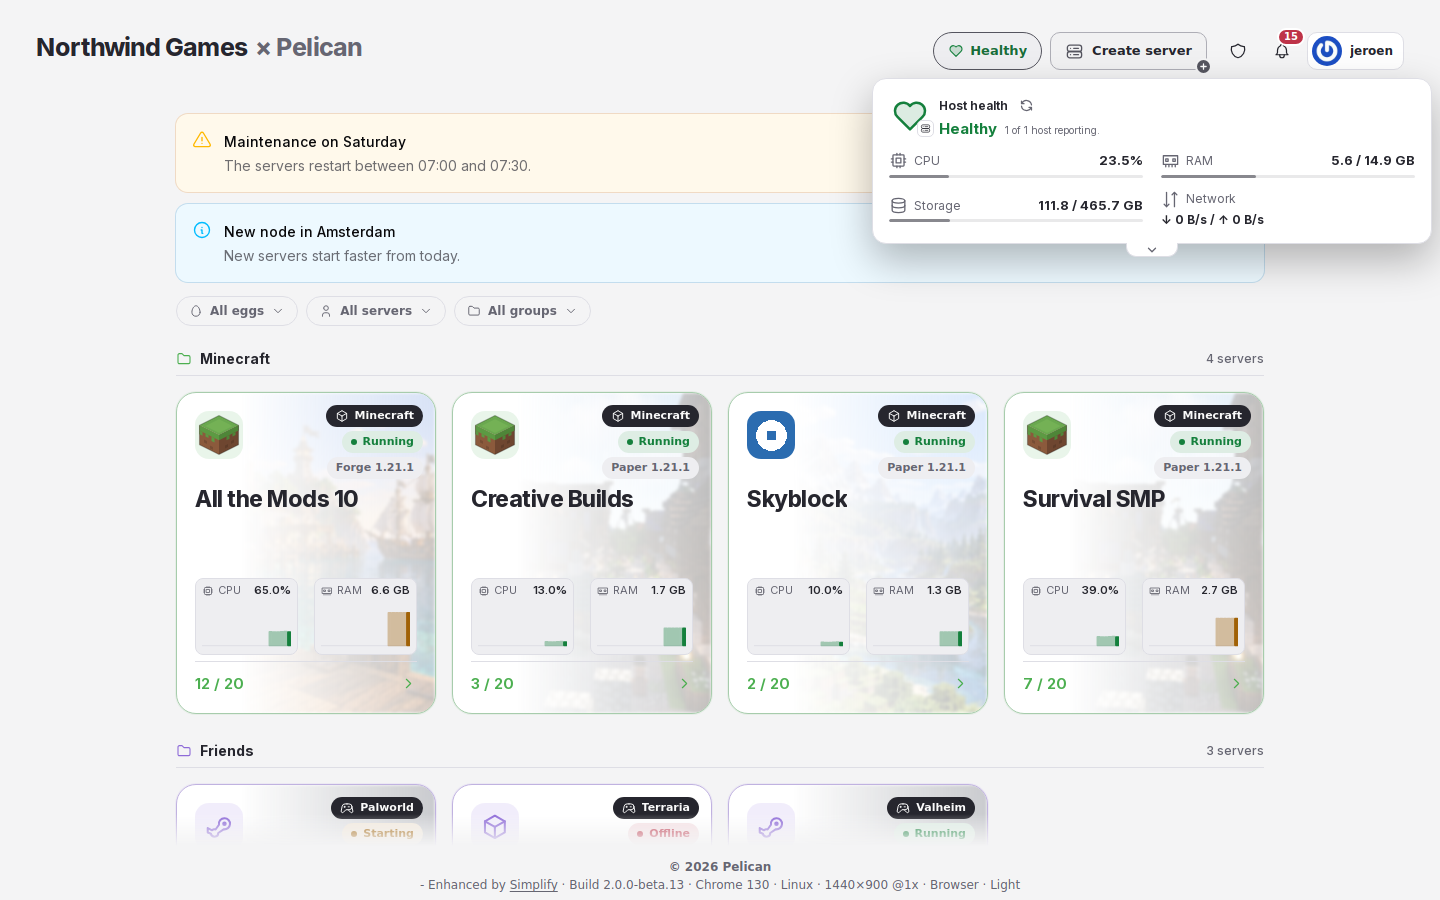 Northwind Games × Pelican
Healthy
Create server
15
jeroen
Host health
Healthy 1 of 1 host reporting.
CPU 23.5%
RAM 5.6 / 14.9 GB
Storage 111.8 / 465.7 GB
Network
↓ 0 B/s / ↑ 0 B/s
Maintenance on Saturday
The servers restart between 07:00 and 07:30.
New node in Amsterdam
New servers start faster from today.
All eggs
All servers
All groups
Minecraft
4 servers
Minecraft
Running
Forge 1.21.1
All the Mods 10
CPU 65.0%
RAM 6.6 GB
12 / 20
Minecraft
Running
Paper 1.21.1
Creative Builds
CPU 13.0%
RAM 1.7 GB
3 / 20
Minecraft
Running
Paper 1.21.1
Skyblock
CPU 10.0%
RAM 1.3 GB
2 / 20
Minecraft
Running
Paper 1.21.1
Survival SMP
CPU 39.0%
RAM 2.7 GB
7 / 20
Friends
3 servers
Palworld
Starting
Terraria
Offline
Valheim
Running
© 2026 Pelican
- Enhanced by Simplify · Build 2.0.0-beta.13 · Chrome 130 · Linux · 1440×900 @1x · Browser · Light